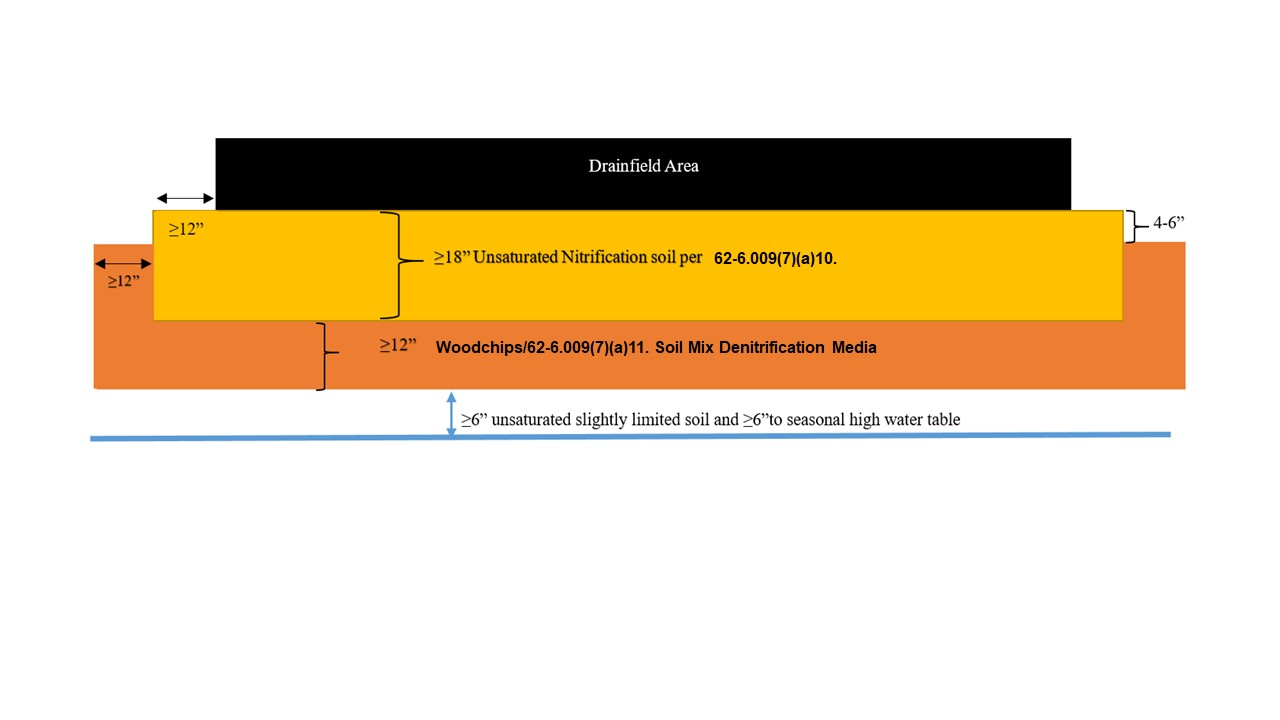 Drainfield Area
≥12”
4-6”
≥18” Unsaturated Nitrification soil per 62-6.009(7)(a)10.
≥12”
≥12” Woodchips/62-6.009(7)(a)11. Soil Mix Denitrification Media
≥6” unsaturated slightly limited soil and ≥6”to seasonal high water table